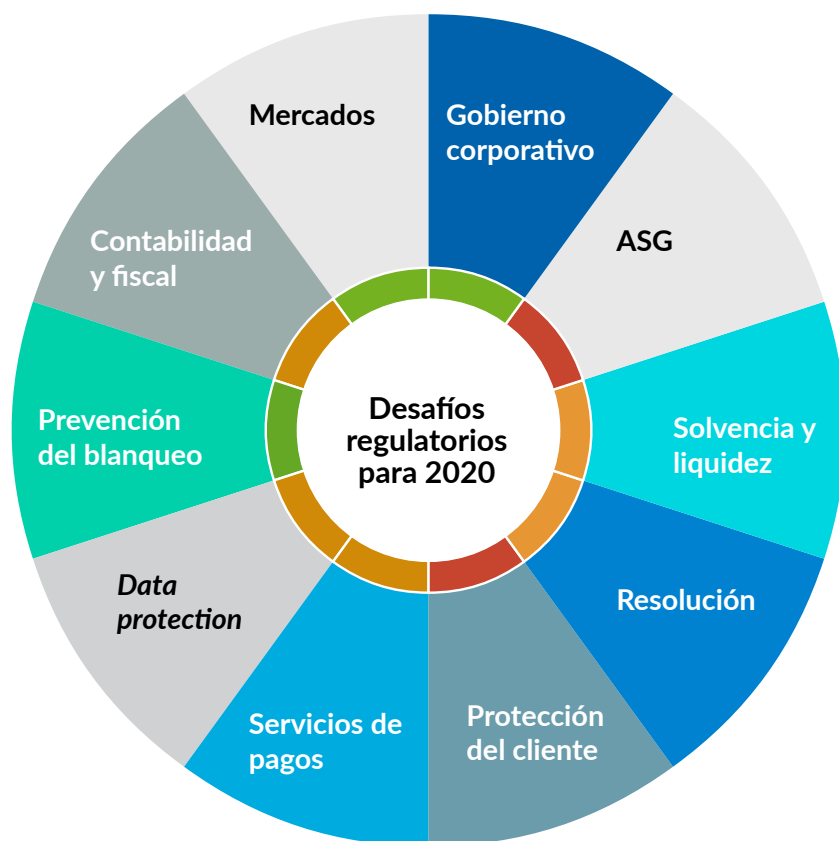 Desafíos
regulatorios
para 2020
Gobierno
corporativo
ASG
Solvencia y
liquidez
Resolución
Protección
del cliente
Servicios de
pagos
Data
protection
Prevención
del blanqueo
Contabilidad
y fiscal
Mercados